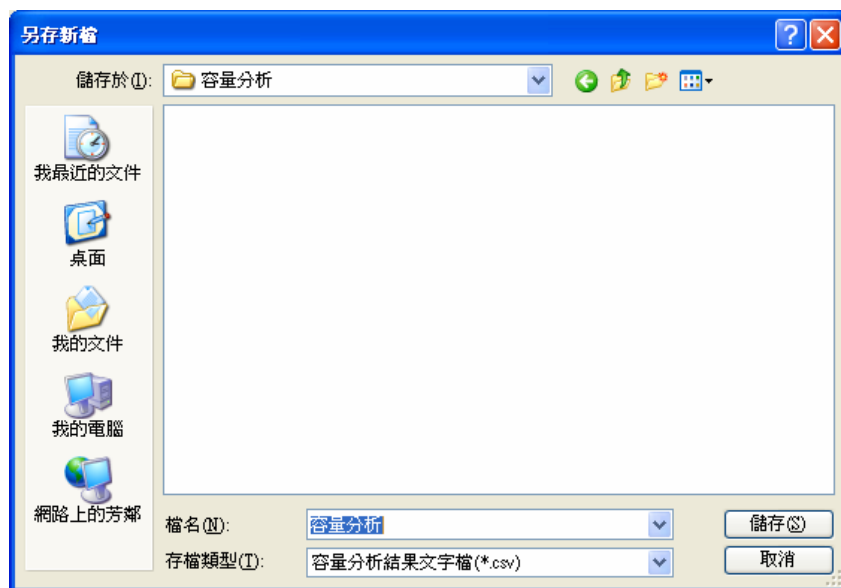 另存新檔
儲存於(I):
容量分析
我最近的文件
桌面
我的文件
我的電腦
網路上的芳鄰
檔名(N):
容量分析
儲存(S)
存檔類型(T):
容量分析結果文字檔(*.csv)
取消